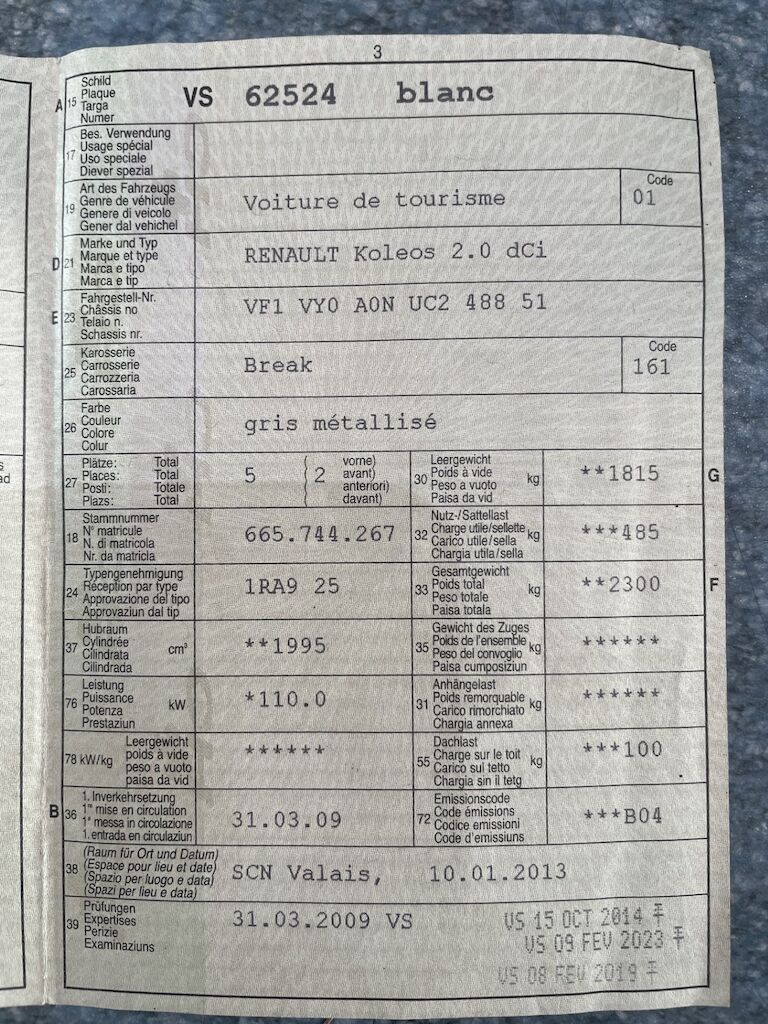 3
A 15 Schild
Plaque
Targa
Numer
VS 62524 blanc
17 Bes. Verwendung
Usage spécial
Uso speciale
Diever spezial
19 Art des Fahrzeugs
Genre de véhicule
Genere di veicolo
Gener dal vehichel
Voiture de tourisme
Code
01
D 21 Marke und Typ
Marque et type
Marca e tipo
Marca e tip
RENAULT Koleos 2.0 dCi
E 23 Fahrgestell-Nr.
Châssis no
Telaio n.
Schassis nr.
VF1 VY0 A0N UC2 488 51
25 Karosserie
Carrosserie
Carrozzeria
Carossaria
Break
Code
161
26 Farbe
Couleur
Colore
Colur
gris métallisé
27 Plätze: Total
Places: Total
Posti: Totale
Plazs: Total
5 ( 2 vorne)
avant)
anteriori)
davant)
30 Leergewicht
Poids à vide
Peso a vuoto
Paisa da vid
kg
**1815
G
18 Stammnummer
N° matricule
N. di matricola
Nr. da matricla
665.744.267
32 Nutz-/Sattellast
Charge utile/sellette
Carico utile/sella
Chargia utila/sella
kg
***485
24 Typengenehmigung
Réception par type
Approvazione del tipo
Approvaziun dal tip
1RA9 25
33 Gesamtgewicht
Poids total
Peso totale
Paisa totala
kg
**2300
F
37 Hubraum
Cylindrée
Cilindrata
Cilindrada
cm³
**1995
35 Gewicht des Zuges
Poids de l'ensemble
Peso del convoglio
Paisa cumposiziun
kg
******
76 Leistung
Puissance
Potenza
Prestaziun
kW
*110.0
31 Anhängelast
Poids remorquable
Carico rimorchiato
Chargia annexa
kg
******
78 kW/kg Leergewicht
poids à vide
peso a vuoto
paisa da vid
******
55 Dachlast
Charge sur le toit
Carico sul tetto
Chargia sin il tetg
kg
***100
B 36 1. Inverkehrsetzung
1re mise en circulation
1a messa in circolazione
1. entrada en circulaziun
31.03.09
72 Emissionscode
Code émissions
Codice emissioni
Code d'emissiuns
***B04
38 (Raum für Ort und Datum)
(Espace pour lieu et date)
(Spazio per luogo e data)
(Spazi per lieu e data)
SCN Valais, 10.01.2013
39 Prüfungen
Expertises
Perizie
Examinaziuns
31.03.2009 VS
VS 15 OCT 2014
VS 09 FEV 2023
VS 08 FEV 2019